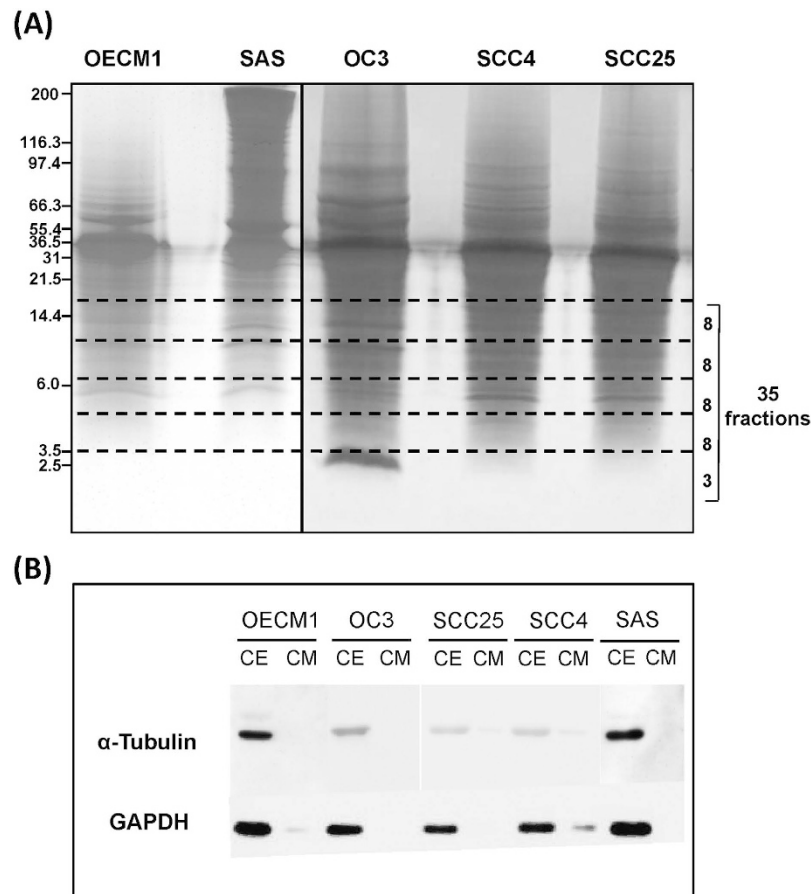 (A)
OECM1 SAS OC3 SCC4 SCC25
200
116.3
97.4
66.3
55.4
36.5
31
21.5
14.4
6.0
3.5
2.5
8
8
8
8
3
35
fractions
(B)
OECM1 OC3 SCC25 SCC4 SAS
CE CM CE CM CE CM CE CM CE CM
α-Tubulin
GAPDH